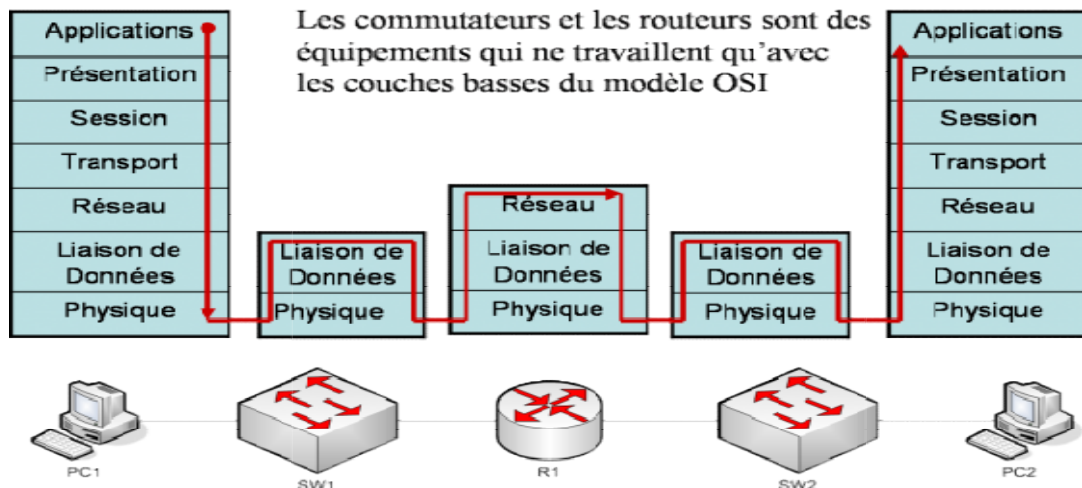 Les commutateurs et les routeurs sont des
équipements qui ne travaillent qu'avec
les couches basses du modèle OSI
Applications
Présentation
Session
Transport
Réseau
Liaison de
Données
Physique
Liaison de
Données
Physique
Réseau
Liaison de
Données
Physique
Liaison de
Données
Physique
Applications
Présentation
Session
Transport
Réseau
Liaison de
Données
Physique
PC1
SW1
R1
SW2
PC2